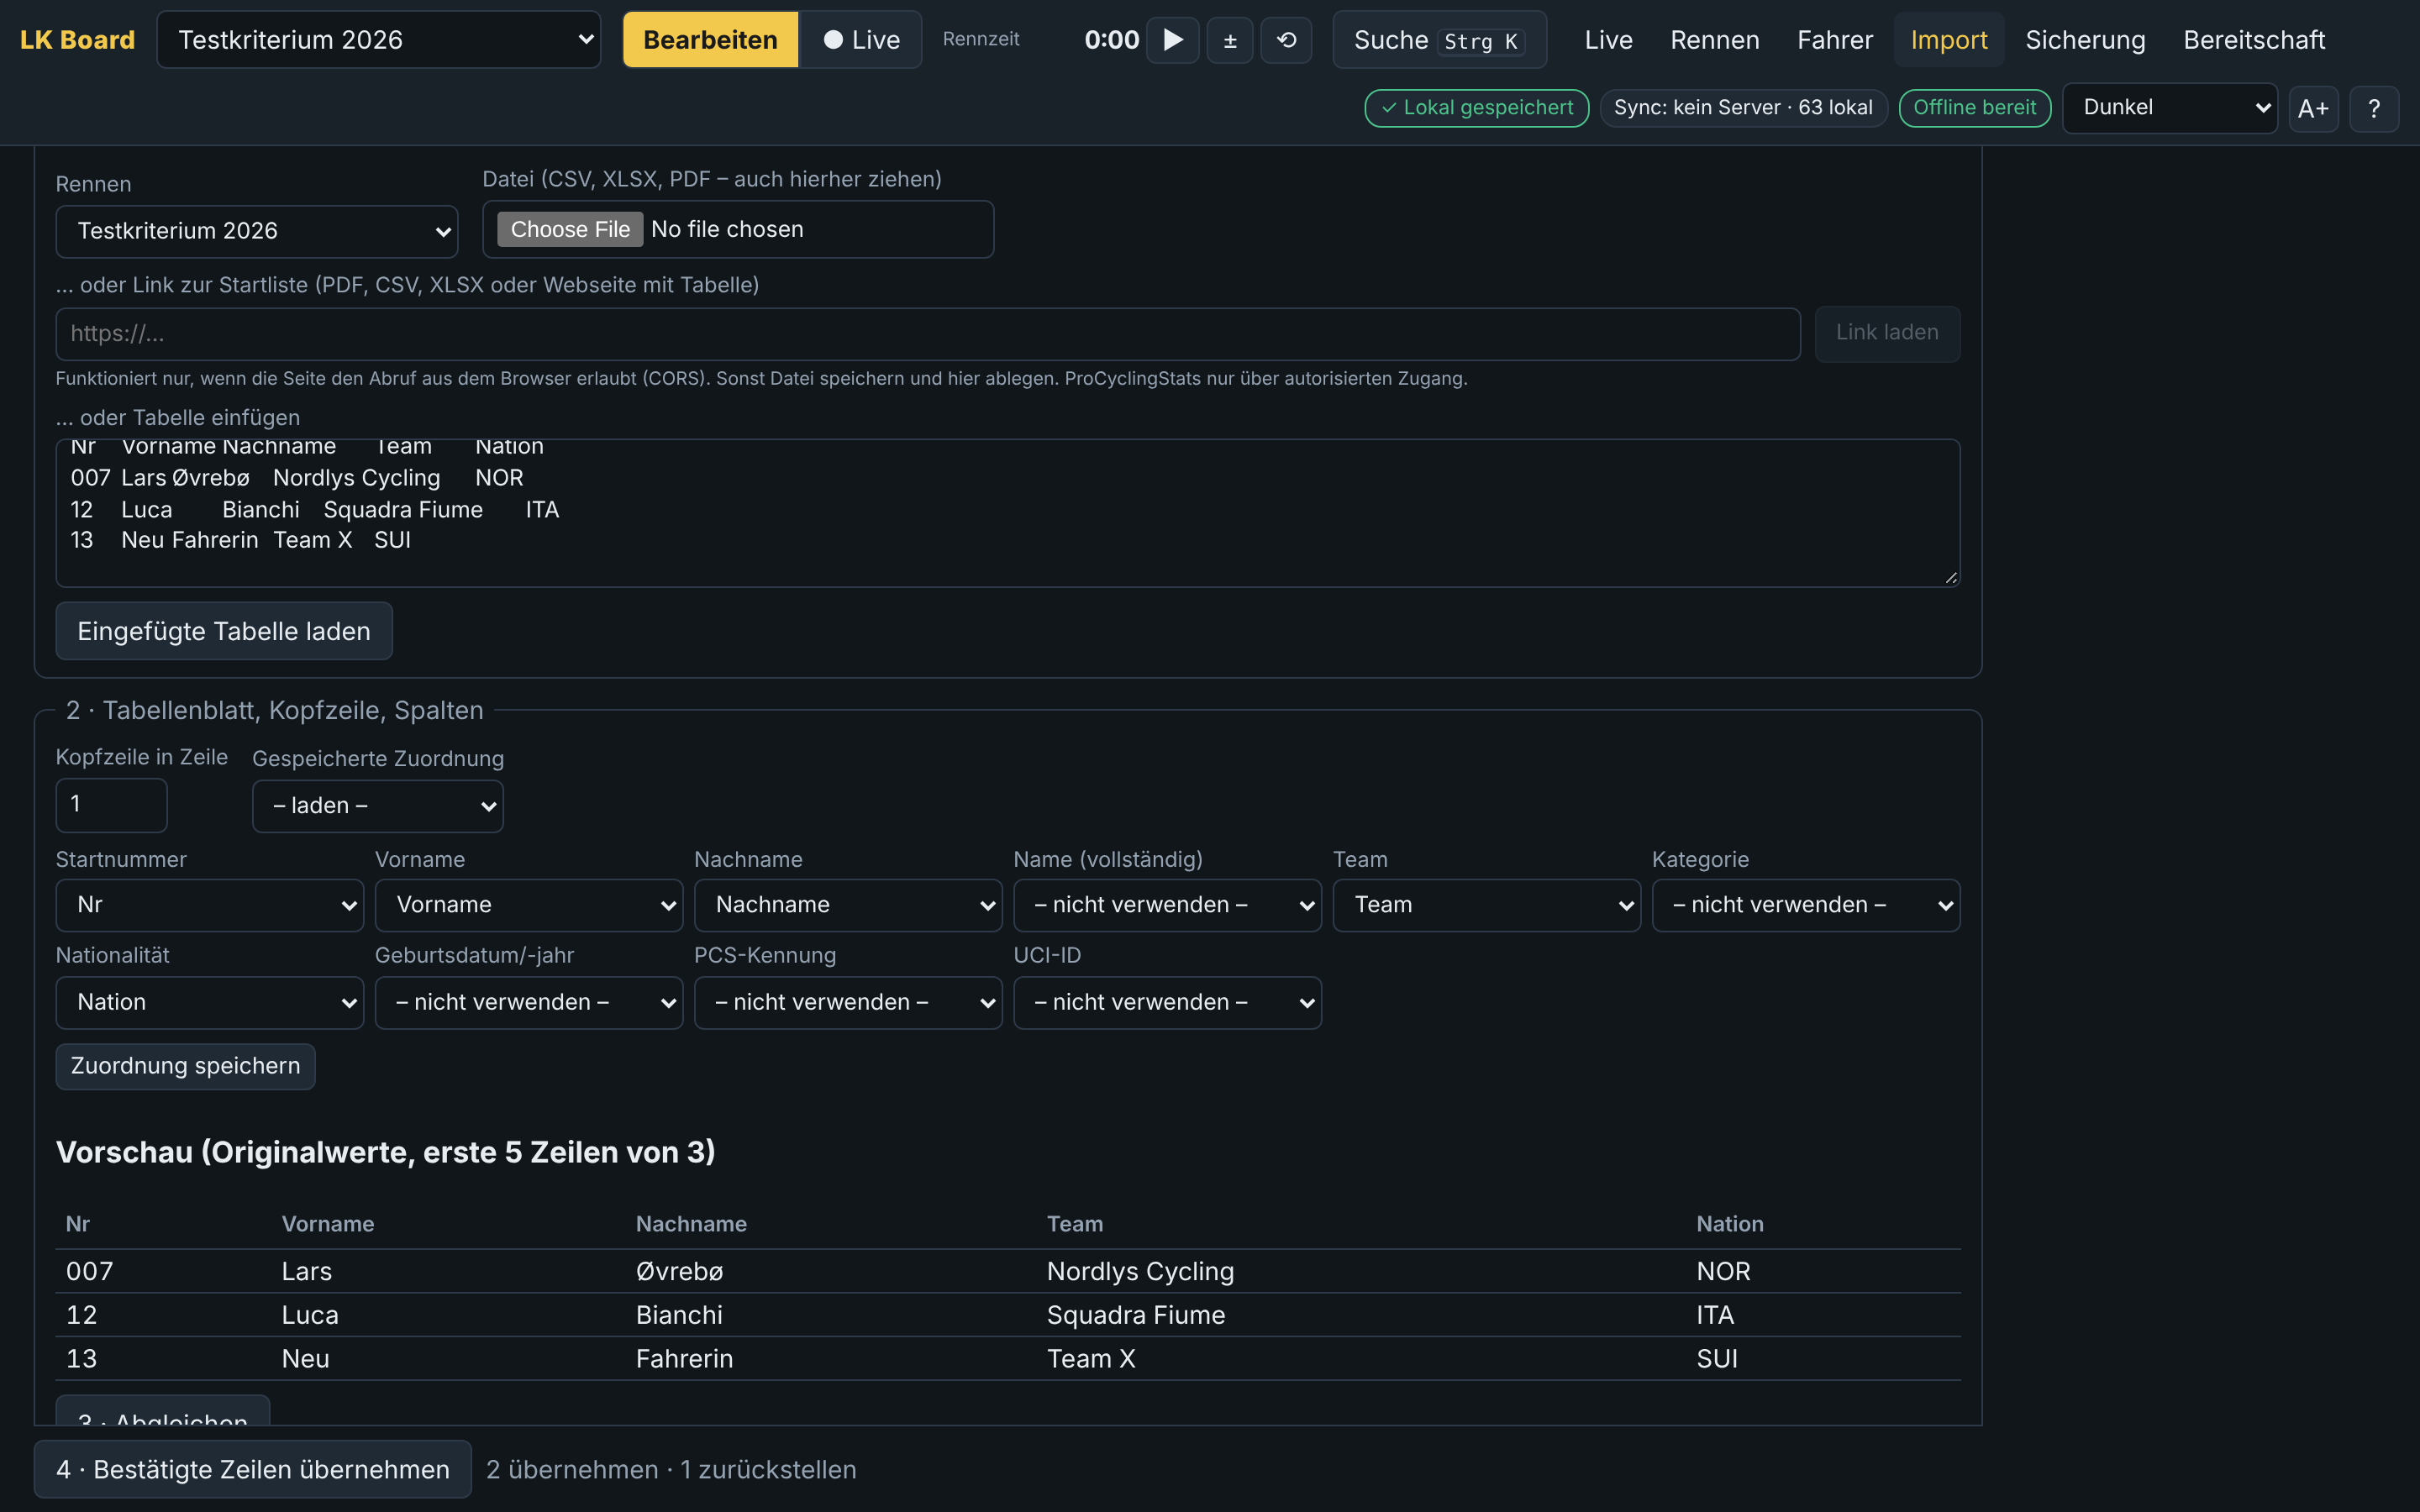 LK Board Testkriterium 2026 Bearbeiten Live Rennzeit 0:00 ± Suche Strg K Live Rennen Fahrer Import Sicherung Bereitschaft
✓ Lokal gespeichert Sync: kein Server · 63 lokal Offline bereit Dunkel A+ ?
Rennen Datei (CSV, XLSX, PDF – auch hierher ziehen)
Testkriterium 2026 Choose File No file chosen
... oder Link zur Startliste (PDF, CSV, XLSX oder Webseite mit Tabelle)
https://... Link laden
Funktioniert nur, wenn die Seite den Abruf aus dem Browser erlaubt (CORS). Sonst Datei speichern und hier ablegen. ProCyclingStats nur über autorisierten Zugang.
... oder Tabelle einfügen
Nr Vorname Nachname Team Nation
007 Lars Øvrebø Nordlys Cycling NOR
12 Luca Bianchi Squadra Fiume ITA
13 Neu Fahrerin Team X SUI
Eingefügte Tabelle laden
2 · Tabellenblatt, Kopfzeile, Spalten
Kopfzeile in Zeile Gespeicherte Zuordnung
1 – laden –
Startnummer Vorname Nachname Name (vollständig) Team Kategorie
Nr Vorname Nachname – nicht verwenden – Team – nicht verwenden –
Nationalität Geburtsdatum/-jahr PCS-Kennung UCI-ID
Nation – nicht verwenden – – nicht verwenden – – nicht verwenden –
Zuordnung speichern
Vorschau (Originalwerte, erste 5 Zeilen von 3)
Nr Vorname Nachname Team Nation
007 Lars Øvrebø Nordlys Cycling NOR
12 Luca Bianchi Squadra Fiume ITA
13 Neu Fahrerin Team X SUI
3 · Abgleichen
4 · Bestätigte Zeilen übernehmen 2 übernehmen · 1 zurückstellen